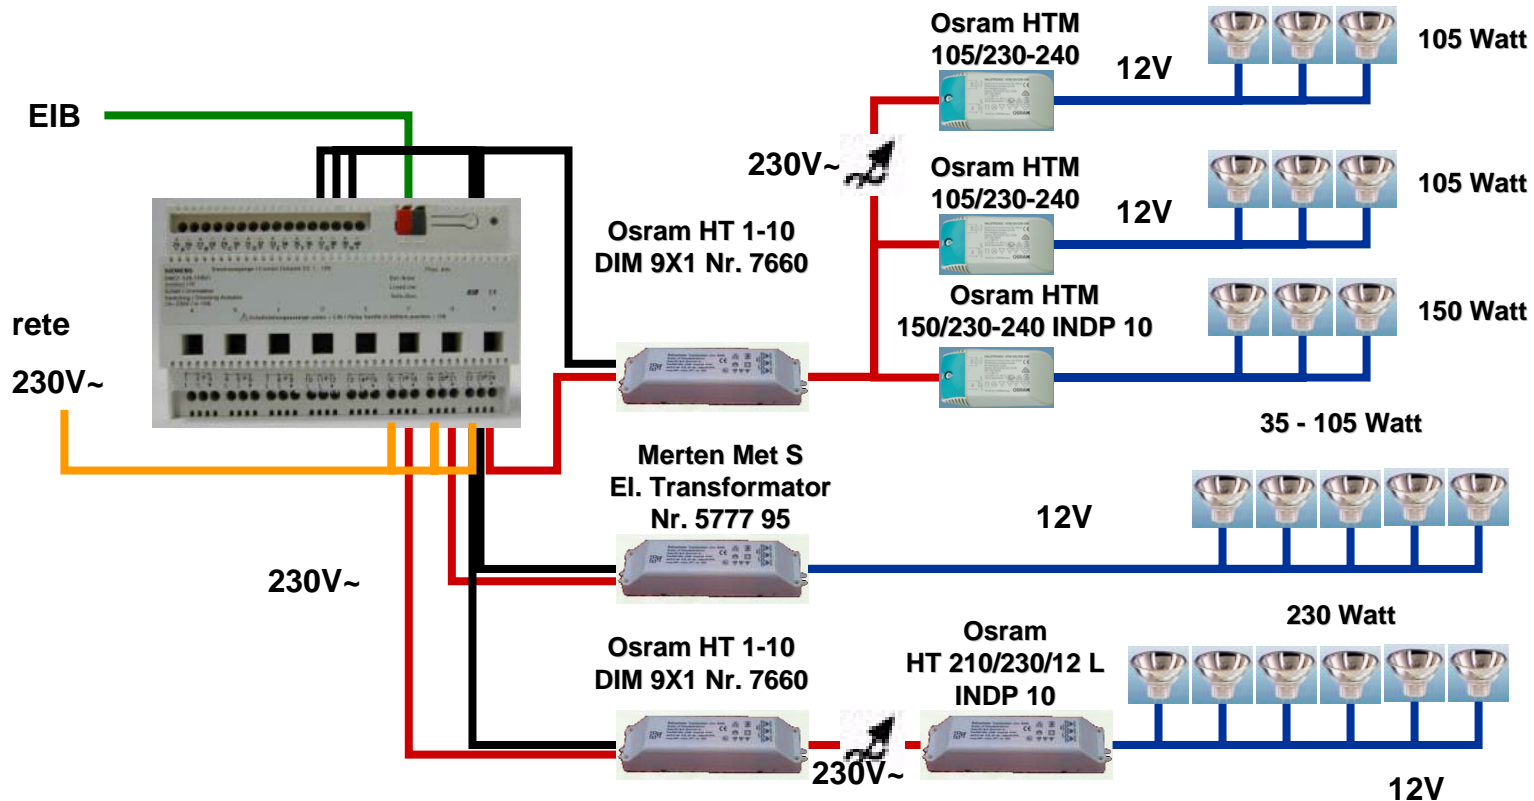 Osram HTM
105/230-240
12V
105 Watt
EIB
230V~
Osram HTM
105/230-240
12V
105 Watt
Osram HT 1-10
DIM 9X1 Nr. 7660
Osram HTM
150/230-240 INDP 10
150 Watt
rete
230V~
SIEMENS
35 - 105 Watt
Merten Met S
El. Transformator
Nr. 5777 95
12V
230V~
230 Watt
Osram HT 1-10
DIM 9X1 Nr. 7660
Osram
HT 210/230/12 L
INDP 10
230V~
12V